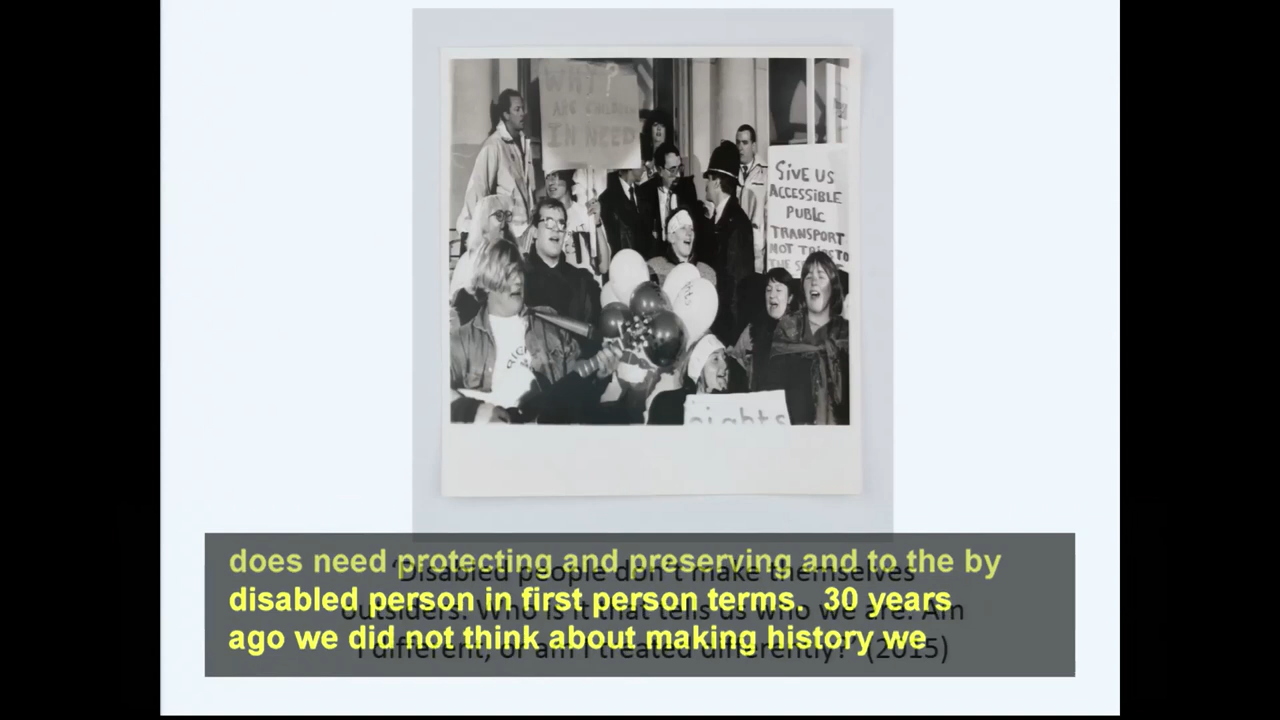 WHY?
ARE CHILDREN
IN NEED
GIVE US
ACCESSIBLE
PUBLIC
TRANSPORT
NOT TRIPS TO
rights
does need protecting and preserving and to the by
disabled person in first person terms.  30 years
ago we did not think about making history we
'Disabled people don't make themselves
outsiders. Who is it that tells us who we are. Am
I different, or am I treated differently?' (2015)